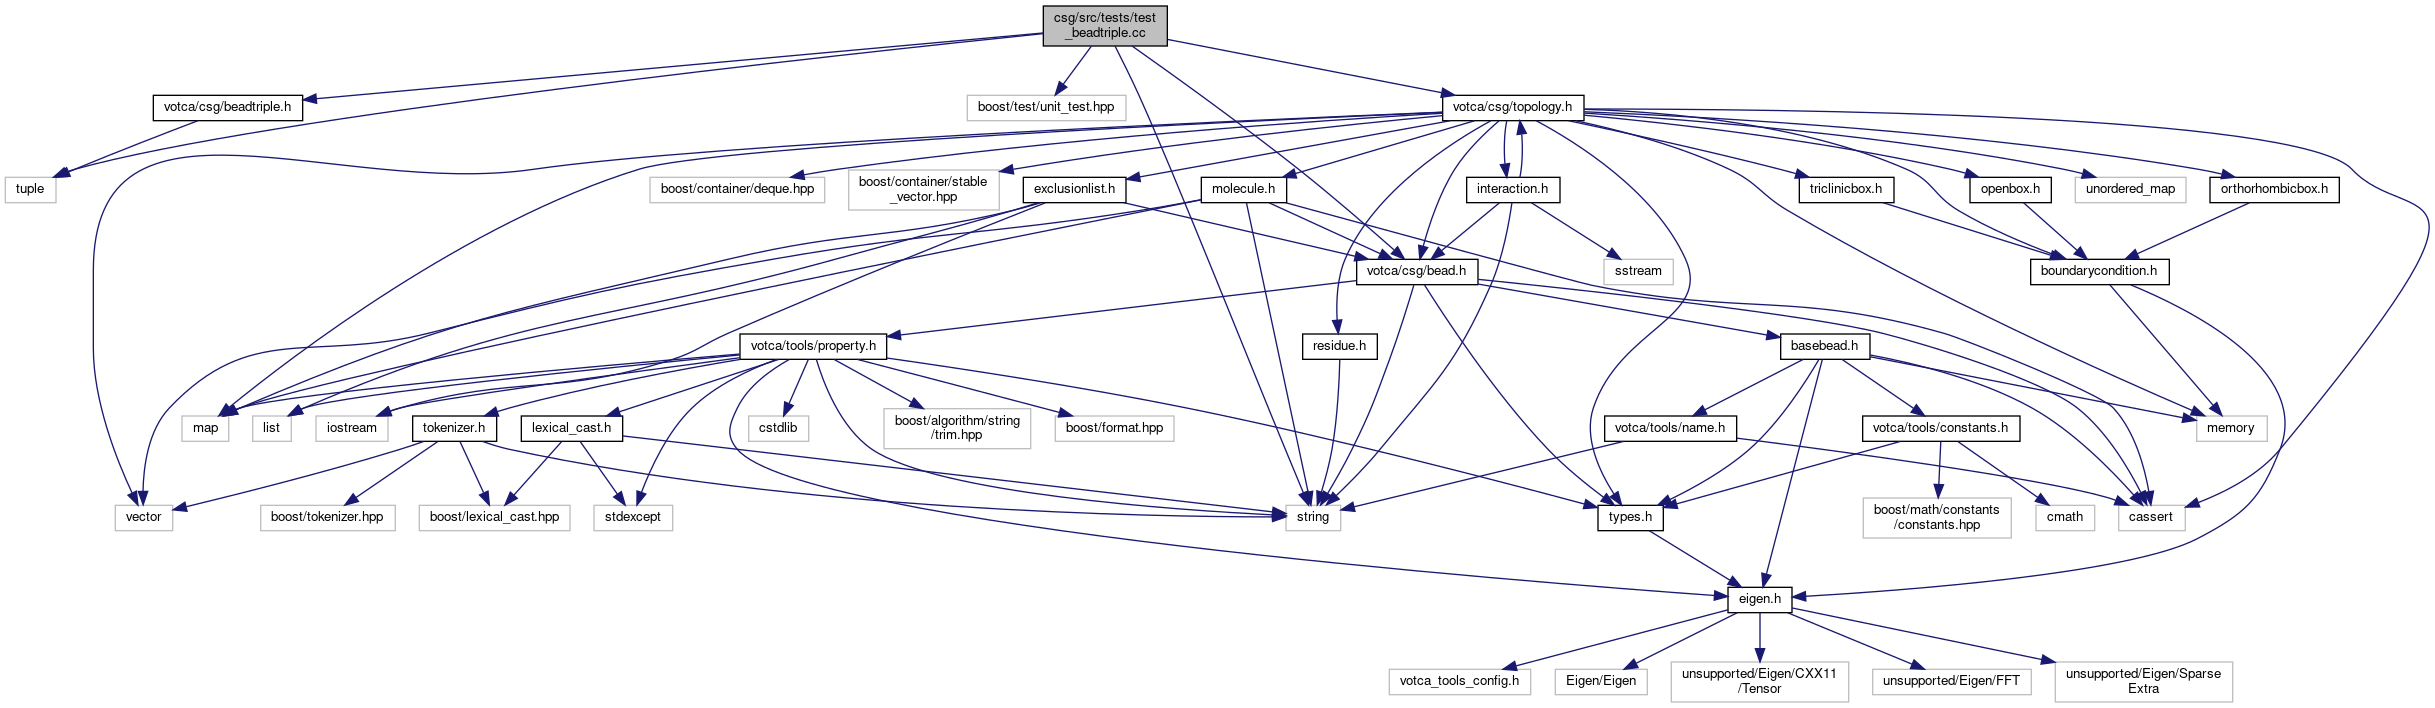 csg/src/tests/test
_beadtriple.cc
votca/csg/beadtriple.h
boost/test/unit_test.hpp
votca/csg/topology.h
tuple
boost/container/deque.hpp
boost/container/stable
_vector.hpp
exclusionlist.h
molecule.h
interaction.h
triclinicbox.h
openbox.h
unordered_map
orthorhombicbox.h
votca/csg/bead.h
sstream
boundarycondition.h
votca/tools/property.h
residue.h
basebead.h
map
list
iostream
tokenizer.h
lexical_cast.h
cstdlib
boost/algorithm/string
/trim.hpp
boost/format.hpp
votca/tools/name.h
votca/tools/constants.h
memory
vector
boost/tokenizer.hpp
boost/lexical_cast.hpp
stdexcept
string
types.h
boost/math/constants
/constants.hpp
cmath
cassert
eigen.h
votca_tools_config.h
Eigen/Eigen
unsupported/Eigen/CXX11
/Tensor
unsupported/Eigen/FFT
unsupported/Eigen/Sparse
Extra